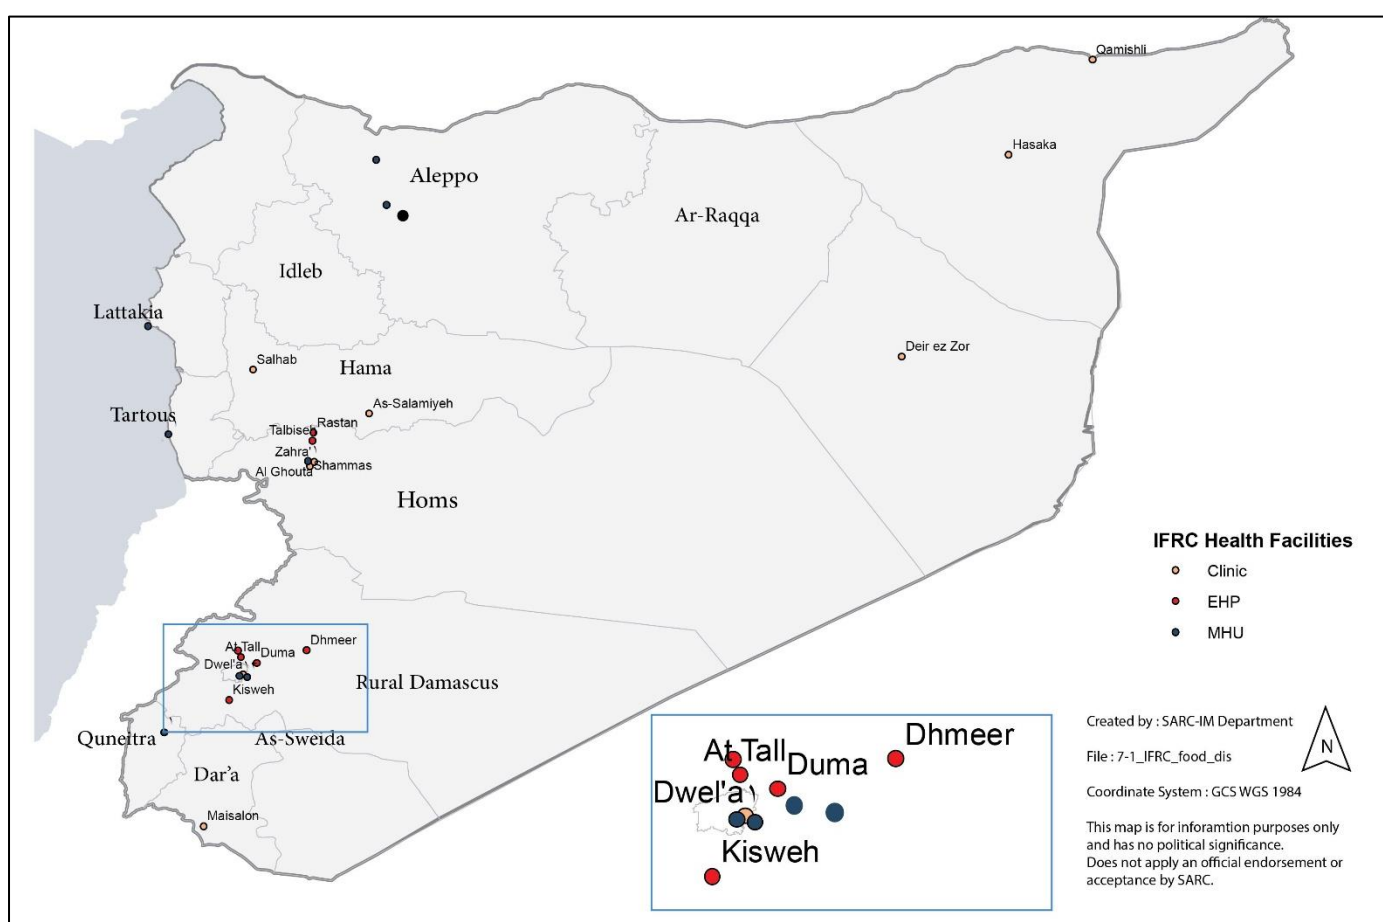 Qamishli
Hasaka
Aleppo
Ar-Raqqa
Idleb
Lattakia
Deir ez Zor
Salhab
Hama
As-Salamiyeh
Tartous
Rastan
Talbiseh
Zahra'
Shammas
Al Ghouta
Homs
IFRC Health Facilities
Clinic
EHP
MHU
Dhmeer
At Tall
Duma
Dwel'a
Rural Damascus
Kisweh
Quneitra
As-Sweida
Dar'a
Maisalon
Dhmeer
At Tall
Duma
Dwel'a
Kisweh
Created by : SARC-IM Department
File : 7-1_IFRC_food_dis
Coordinate System : GCS WGS 1984
This map is for inforamtion purposes only
and has no political significance.
Does not apply an official endorsement or
acceptance by SARC.
N